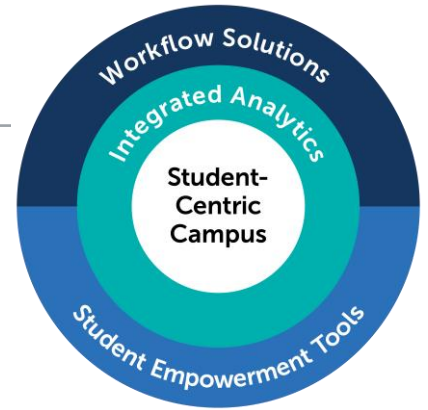 Workflow Solutions
Integrated Analytics
Student-
Centric
Campus
Student Empowerment Tools